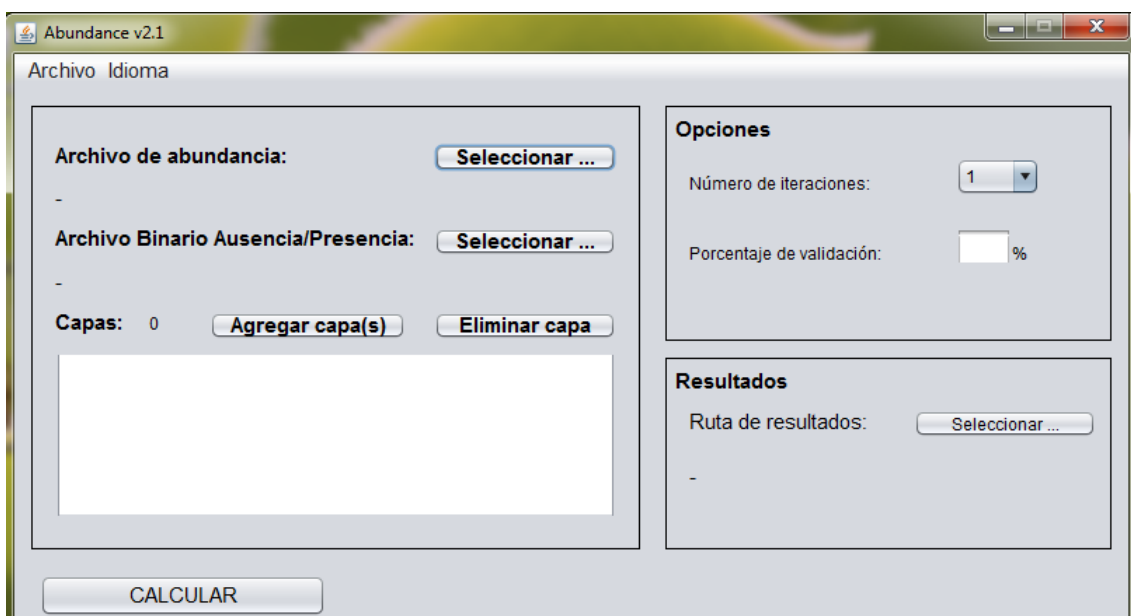 Abundance v2.1
Archivo Idioma
Archivo de abundancia: Seleccionar ...
-
Archivo Binario Ausencia/Presencia: Seleccionar ...
-
Capas: 0 Agregar capa(s) Eliminar capa
Opciones
Número de iteraciones: 1
Porcentaje de validación: %
Resultados
Ruta de resultados: Seleccionar ...
-
CALCULAR